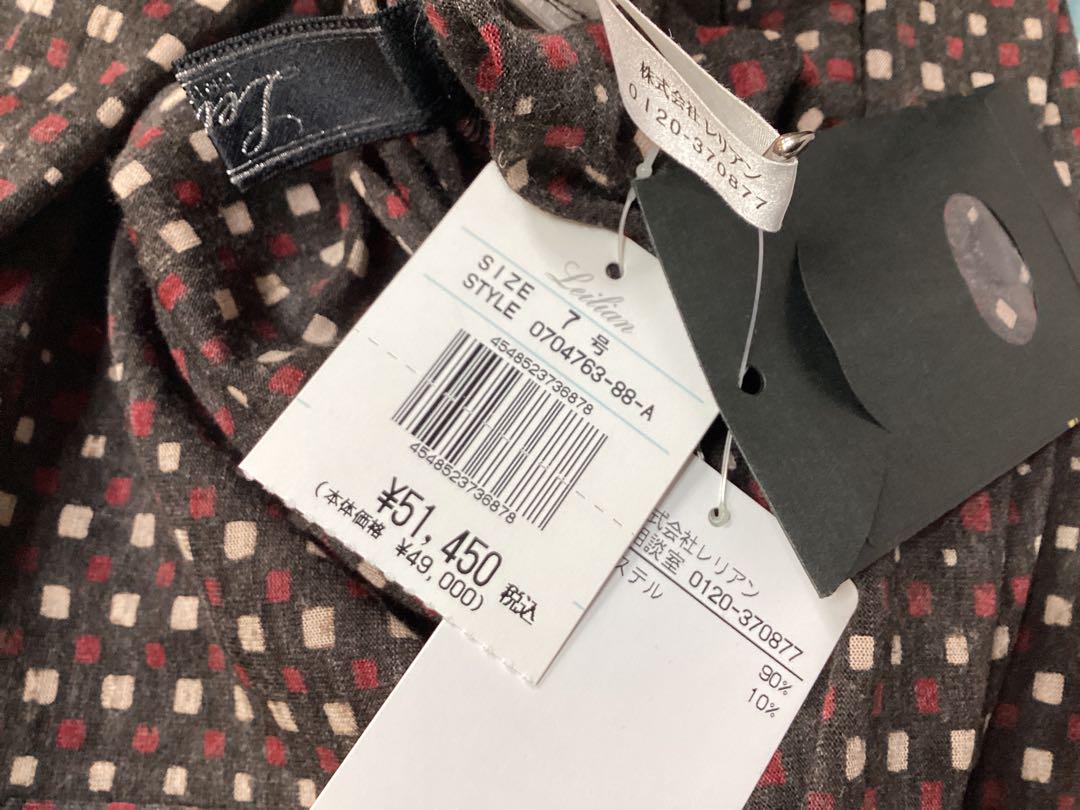 株式会社レリアン
0120-370877
Leilian
SIZE 7 号
STYLE 0704763-88-A
4548523736878
4548523736878
¥51,450 税込
(本体価格 ¥49,000)
式会社レリアン
談室 0120-370877
ステル
90%
10%